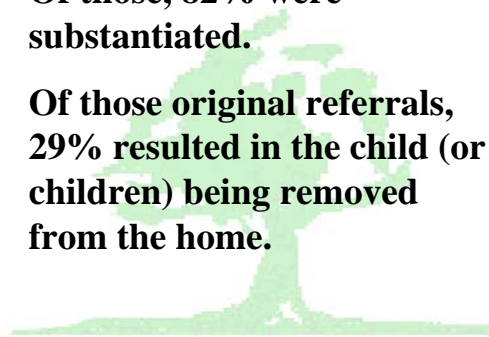 Of those, 82% were
substantiated.
Of those original referrals,
29% resulted in the child (or
children) being removed
from the home.